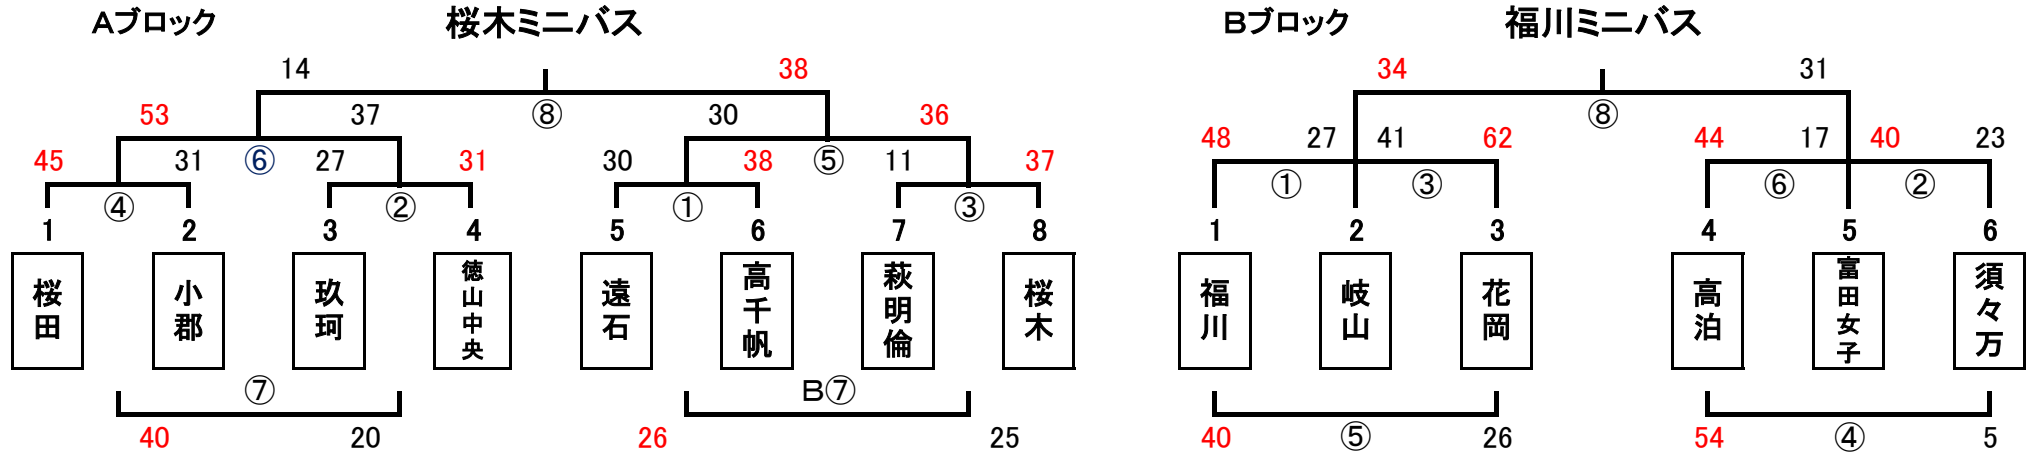 Aブロック 桜木ミニバス Bブロック 福川ミニバス
14 38 34 31
53 37 ⑧ 30 36 ⑧
45 31 ⑥ 27 31 30 38 ⑤ 11 37 48 27 41 62 44 17 40 23
④ ② ① ③ ① ③ ⑥ ②
1 2 3 4 5 6 7 8 1 2 3 4 5 6
桜田 小郡 玖珂 徳山中央 遠石 高千帆 萩明倫 桜木 福川 岐山 花岡 高泊 富田女子 須々万
⑦ B⑦
40 20 26 25 40 ⑤ 26 54 ④ 5